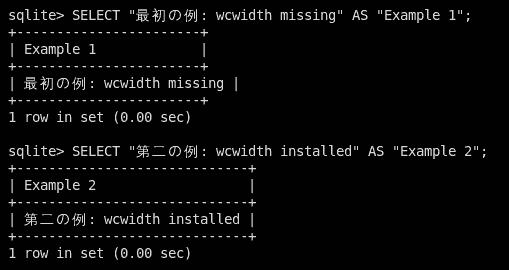 sqlite> SELECT "最初の例: wcwidth missing" AS "Example 1";
+-----------------------+
| Example 1             |
+-----------------------+
| 最初の例: wcwidth missing |
+-----------------------+
1 row in set (0.00 sec)
sqlite> SELECT "第二の例: wcwidth installed" AS "Example 2";
+-----------------------------+
| Example 2                   |
+-----------------------------+
| 第二の例: wcwidth installed |
+-----------------------------+
1 row in set (0.00 sec)